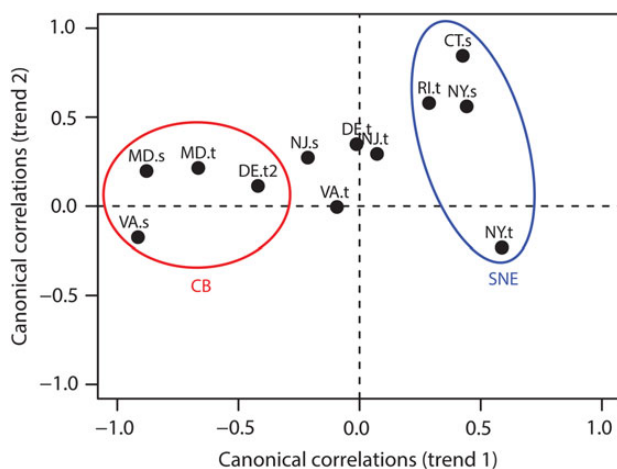 1.0
0.5
0.0
−0.5
−1.0
Canonical correlations (trend 2)
CT.s
RI.t NY.s
DE.t
NJ.s NJ.t
MD.s MD.t
DE.t2
VA.t
VA.s
NY.t
CB
SNE
−1.0 −0.5 0.0 0.5 1.0
Canonical correlations (trend 1)